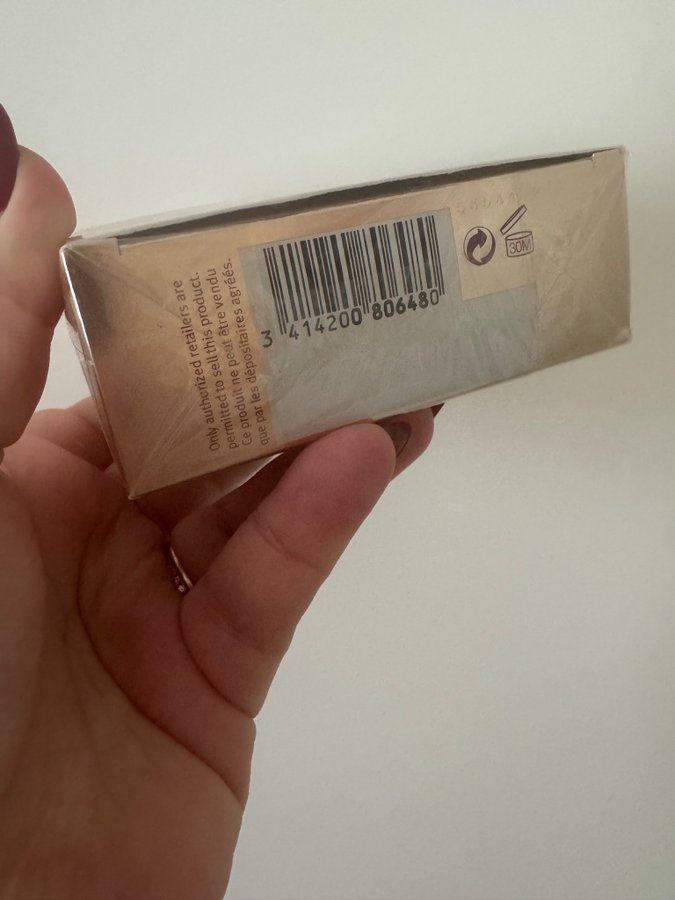 Only authorized retailers are
permitted to sell this product.
Ce produit ne peut être vendu
que par les dépositaires agréés.
3 414200 806480
30M